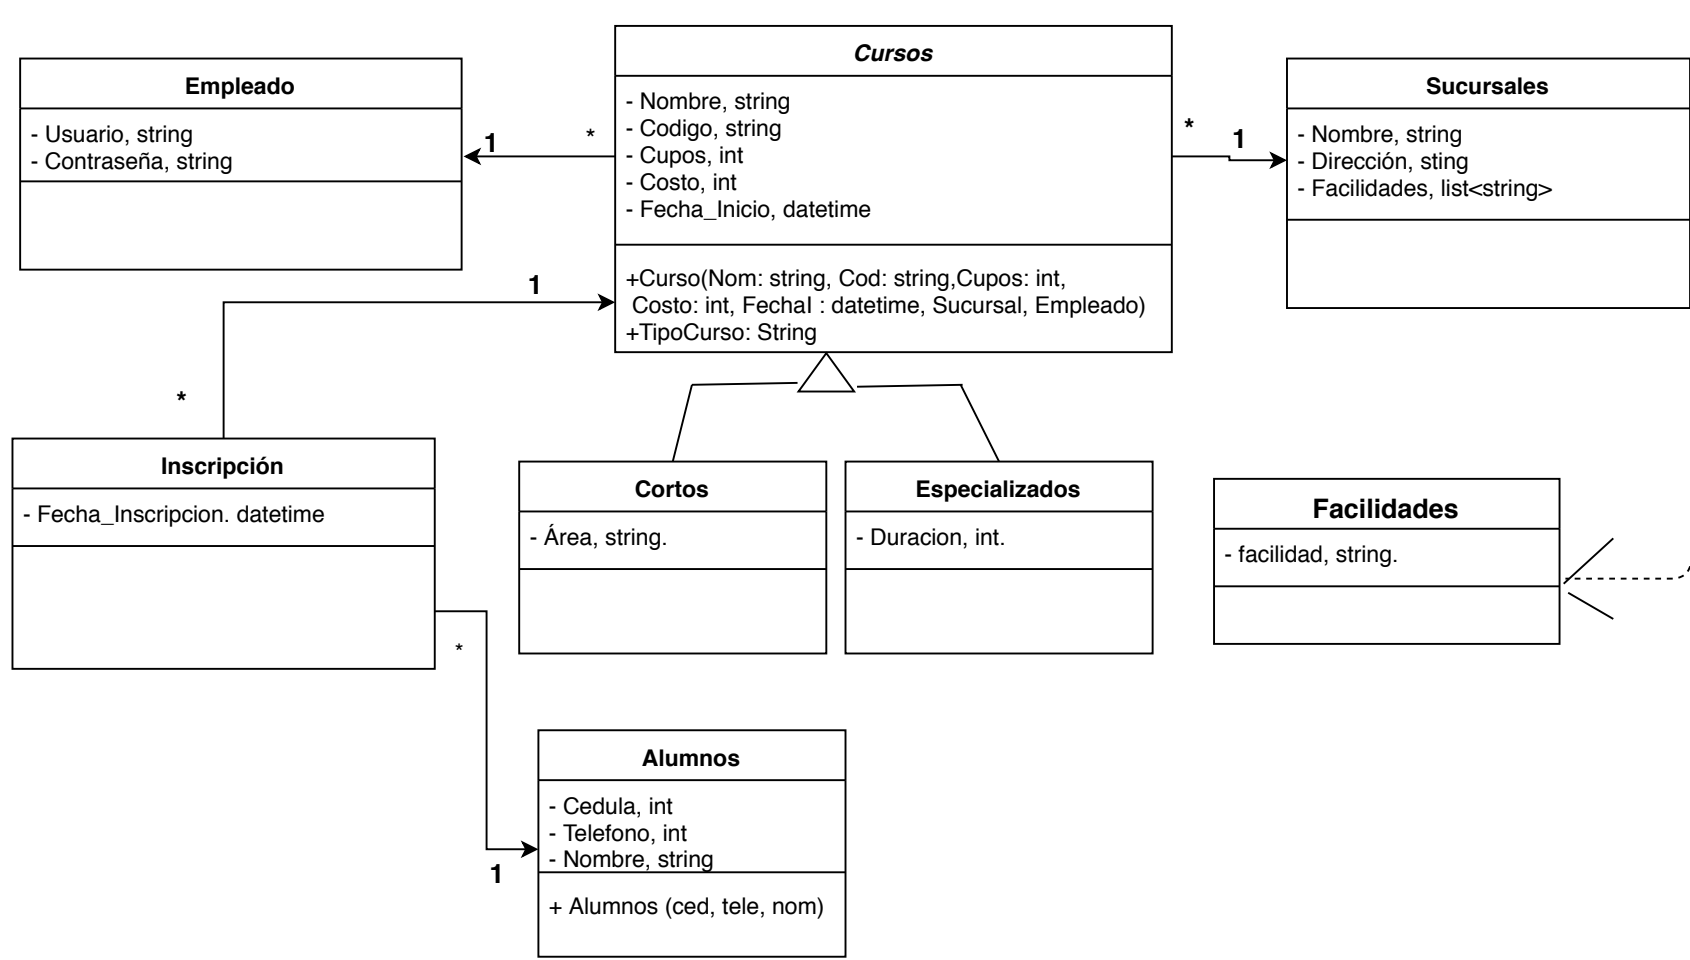 Cursos
- Nombre, string
- Codigo, string
- Cupos, int
- Costo, int
- Fecha_Inicio, datetime
+Curso(Nom: string, Cod: string,Cupos: int,
Costo: int, FechaI : datetime, Sucursal, Empleado)
+TipoCurso: String
Empleado
- Usuario, string
- Contraseña, string
1
*
*
1
Sucursales
- Nombre, string
- Dirección, sting
- Facilidades, list<string>
1
*
Inscripción
- Fecha_Inscripcion. datetime
Cortos
- Área, string.
Especializados
- Duracion, int.
Facilidades
- facilidad, string.
*
1
Alumnos
- Cedula, int
- Telefono, int
- Nombre, string
+ Alumnos (ced, tele, nom)